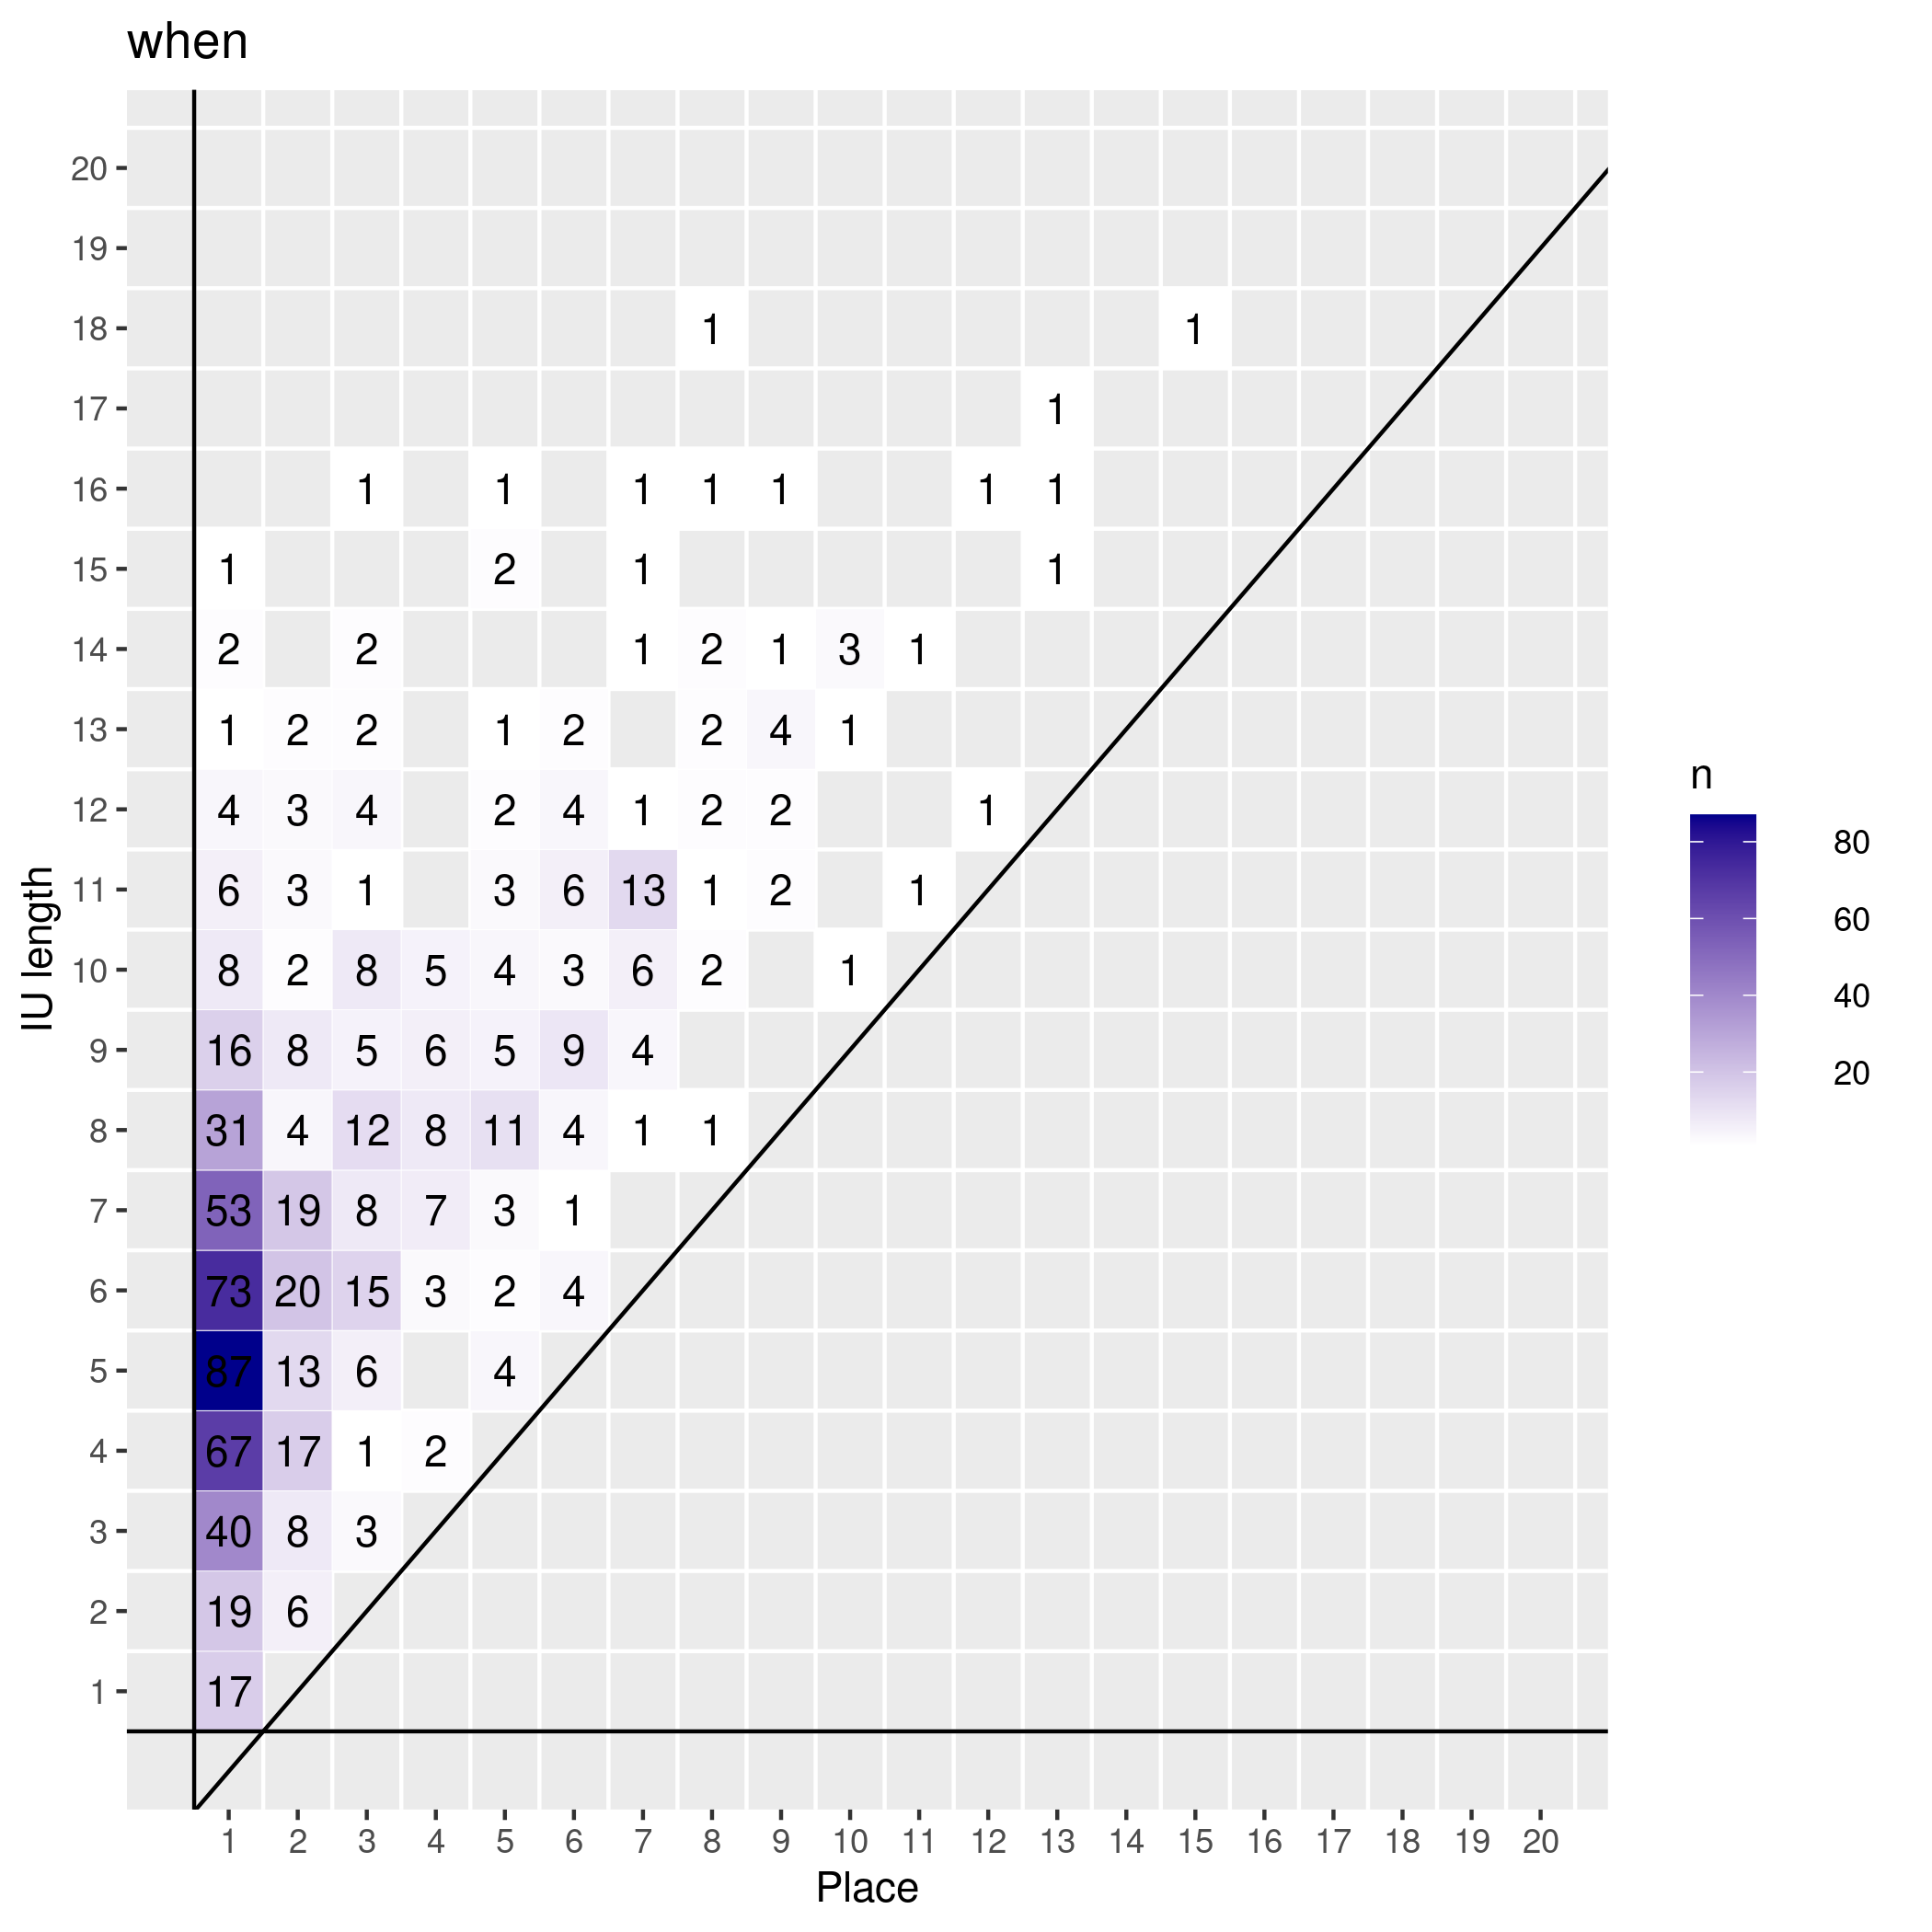 when
20
19
18 1 1
17 1
16 1 1 1 1 1 1 1
15 1 2 1 1
14 2 2 1 2 1 3 1
13 1 2 2 1 2 2 4 1
12 4 3 4 2 4 1 2 2 1
11 6 3 1 3 6 13 1 2 1
10 8 2 8 5 4 3 6 2 1
9 16 8 5 6 5 9 4
8 31 4 12 8 11 4 1 1
7 53 19 8 7 3 1
6 73 20 15 3 2 4
5 87 13 6 4
4 67 17 1 2
3 40 8 3
2 19 6
1 17
1 2 3 4 5 6 7 8 9 10 11 12 13 14 15 16 17 18 19 20
Place
IU length
n
80
60
40
20